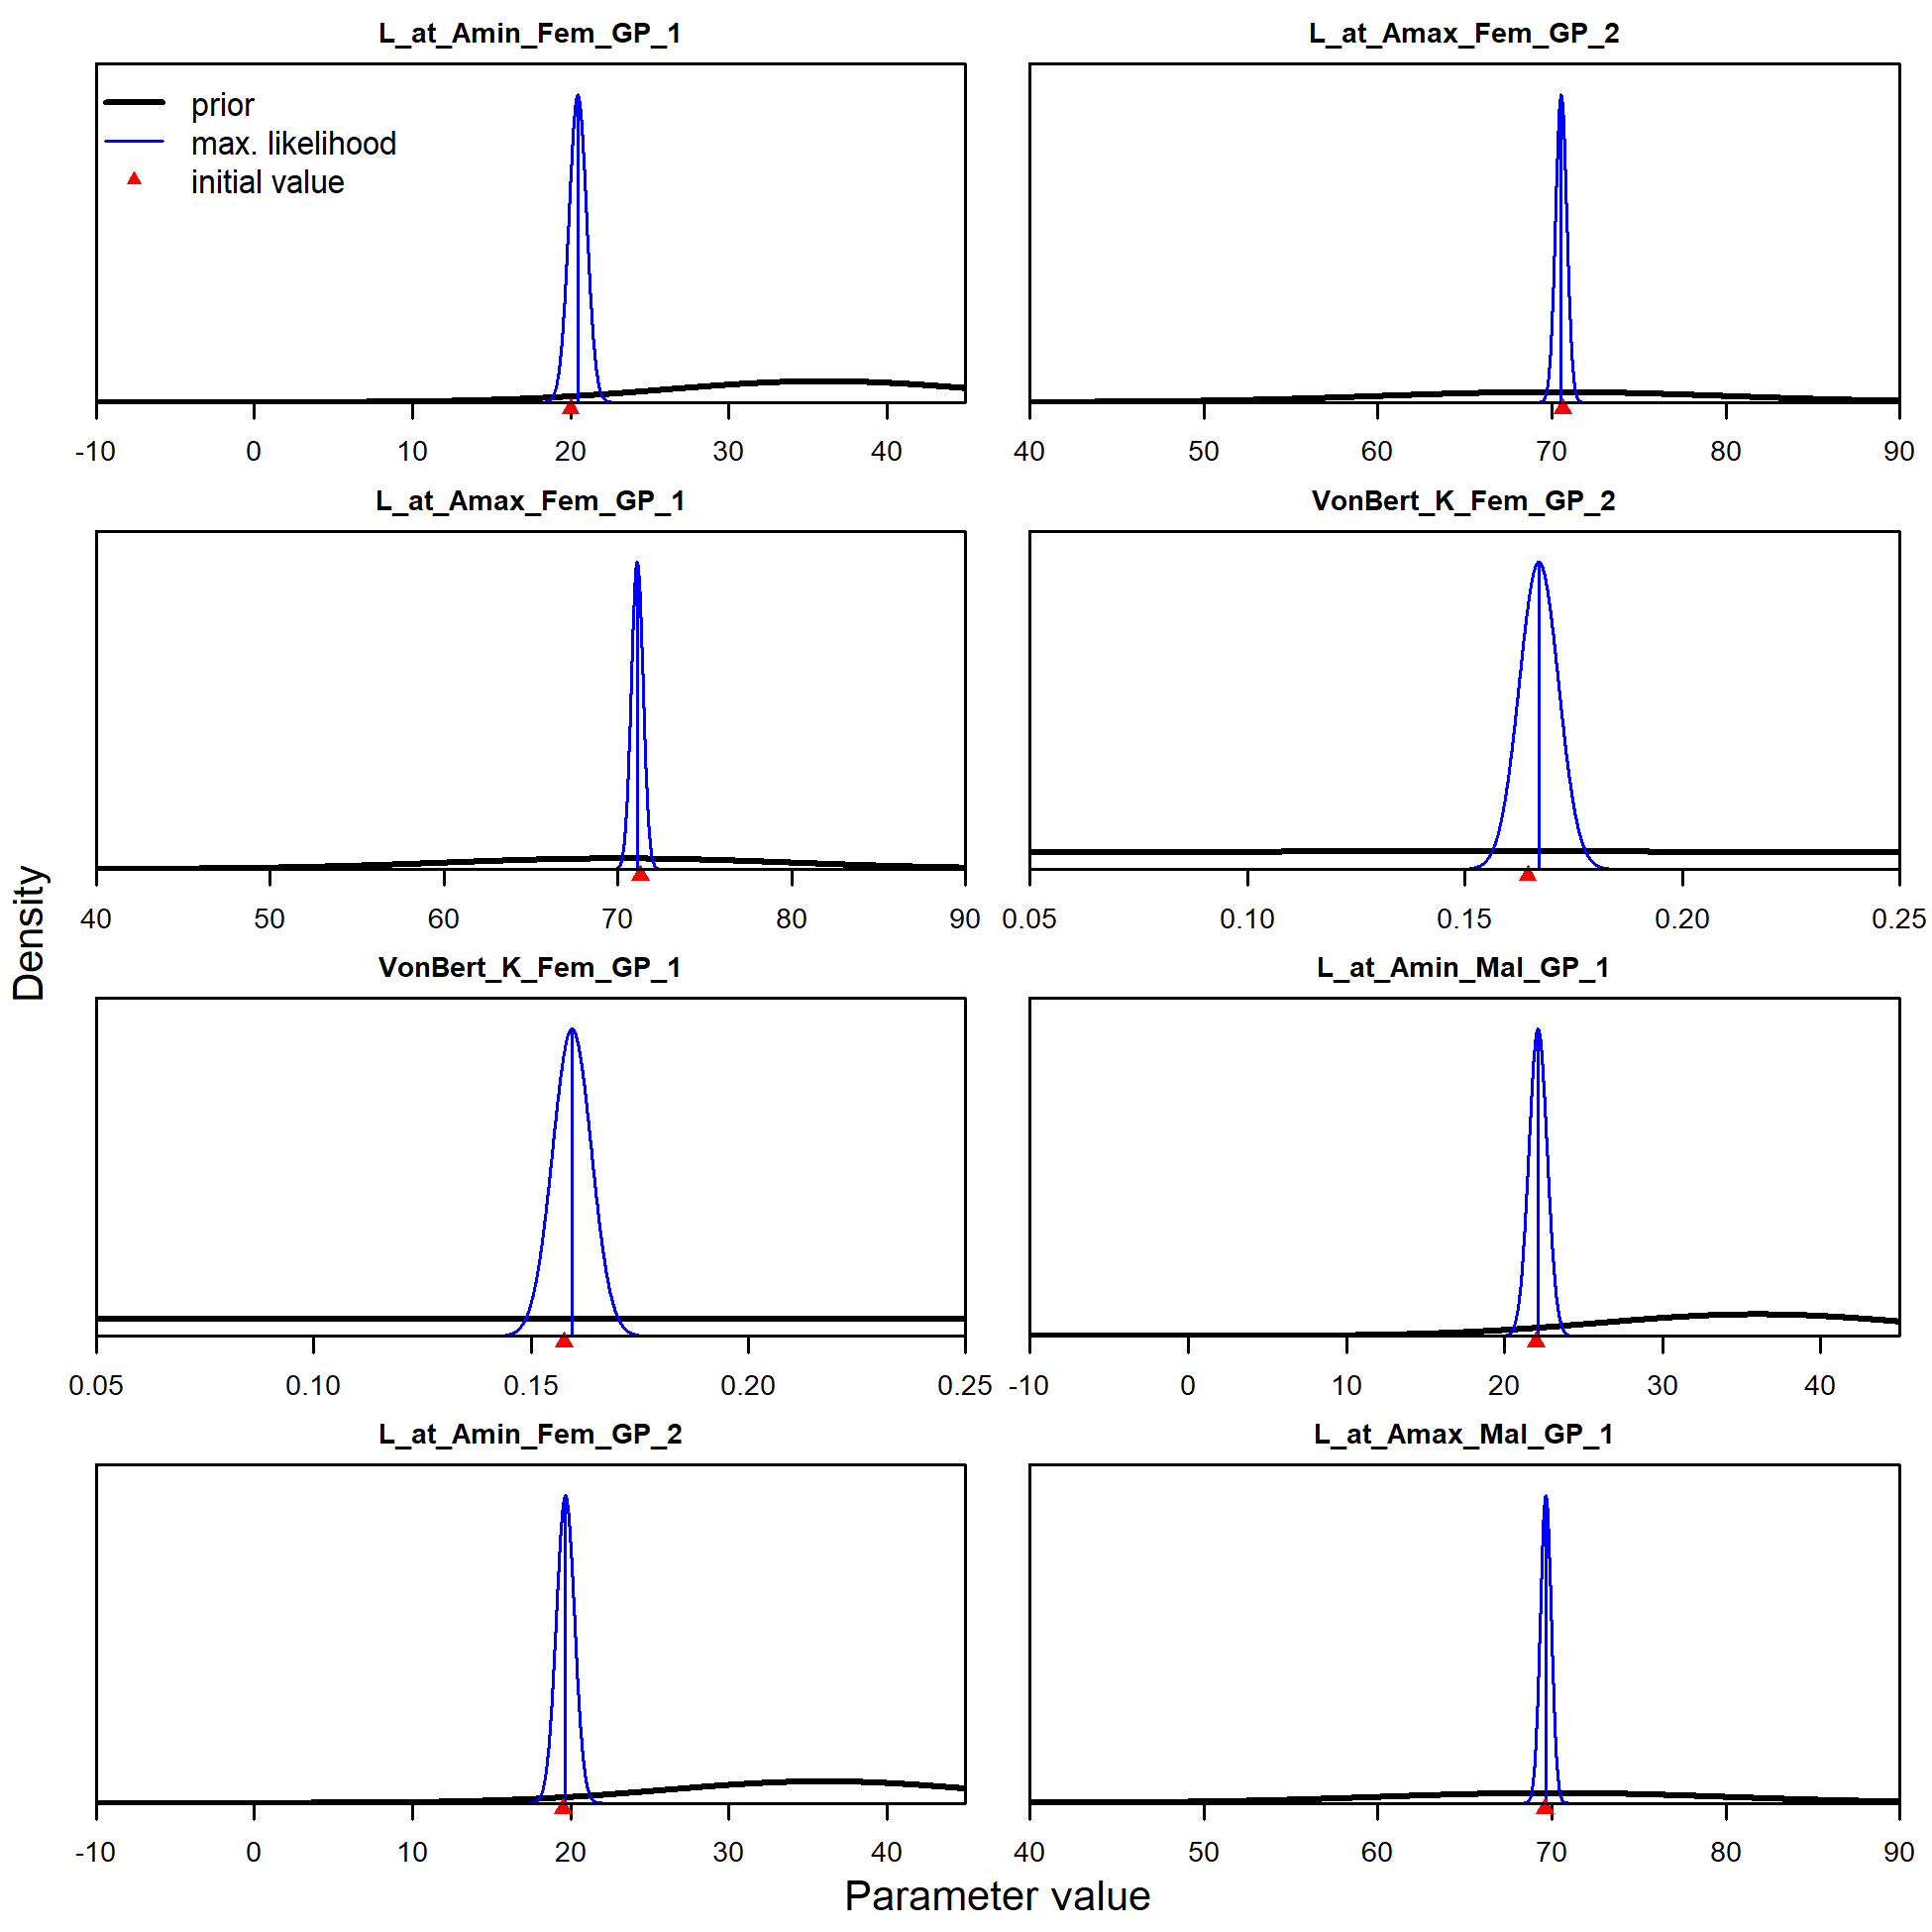 L_at_Amin_Fem_GP_1
prior
max. likelihood
initial value
-10 0 10 20 30 40
L_at_Amax_Fem_GP_2
40 50 60 70 80 90
L_at_Amax_Fem_GP_1
40 50 60 70 80 90
VonBert_K_Fem_GP_2
0.05 0.10 0.15 0.20 0.25
VonBert_K_Fem_GP_1
0.05 0.10 0.15 0.20 0.25
L_at_Amin_Mal_GP_1
-10 0 10 20 30 40
L_at_Amin_Fem_GP_2
-10 0 10 20 30 40
L_at_Amax_Mal_GP_1
40 50 60 70 80 90
Density
Parameter value